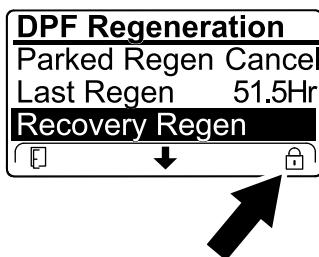 DPF Regeneration
Parked Regen Cancel
Last Regen 51.5Hr
Recovery Regen